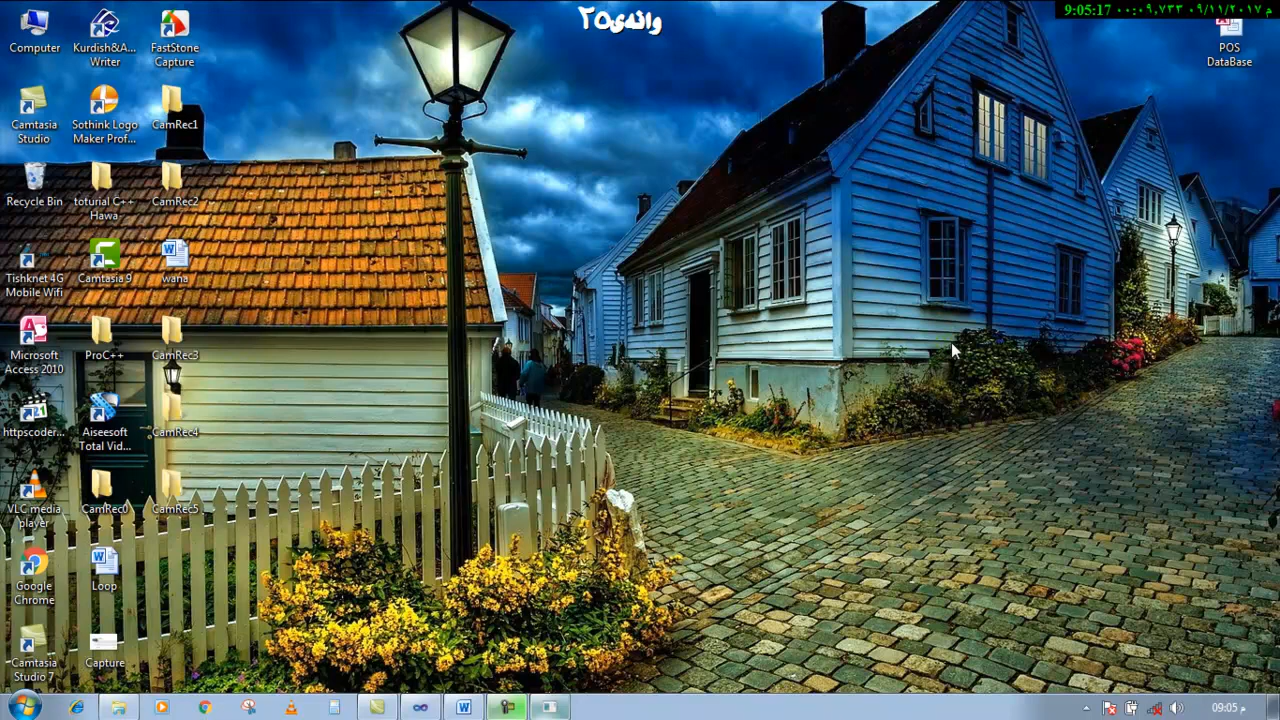 وانەی٢٥
9:05:17 ٠٠:٠٩,٧٣٣ ٠٩/١١/٢٠١٧ م
Computer
Kurdish&A... Writer
FastStone Capture
POS DataBase
Camtasia Studio
Sothink Logo Maker Prof...
CamRec1
Recycle Bin
toturial C++ Hawa
CamRec2
Tishknet 4G Mobile Wifi
Camtasia 9
wana
Microsoft Access 2010
ProC++
CamRec3
httpscoder...
Aiseesoft Total Vid...
CamRec4
VLC media player
CamRec0
CamRec5
Google Chrome
Loop
Camtasia Studio 7
Capture
09:05 م